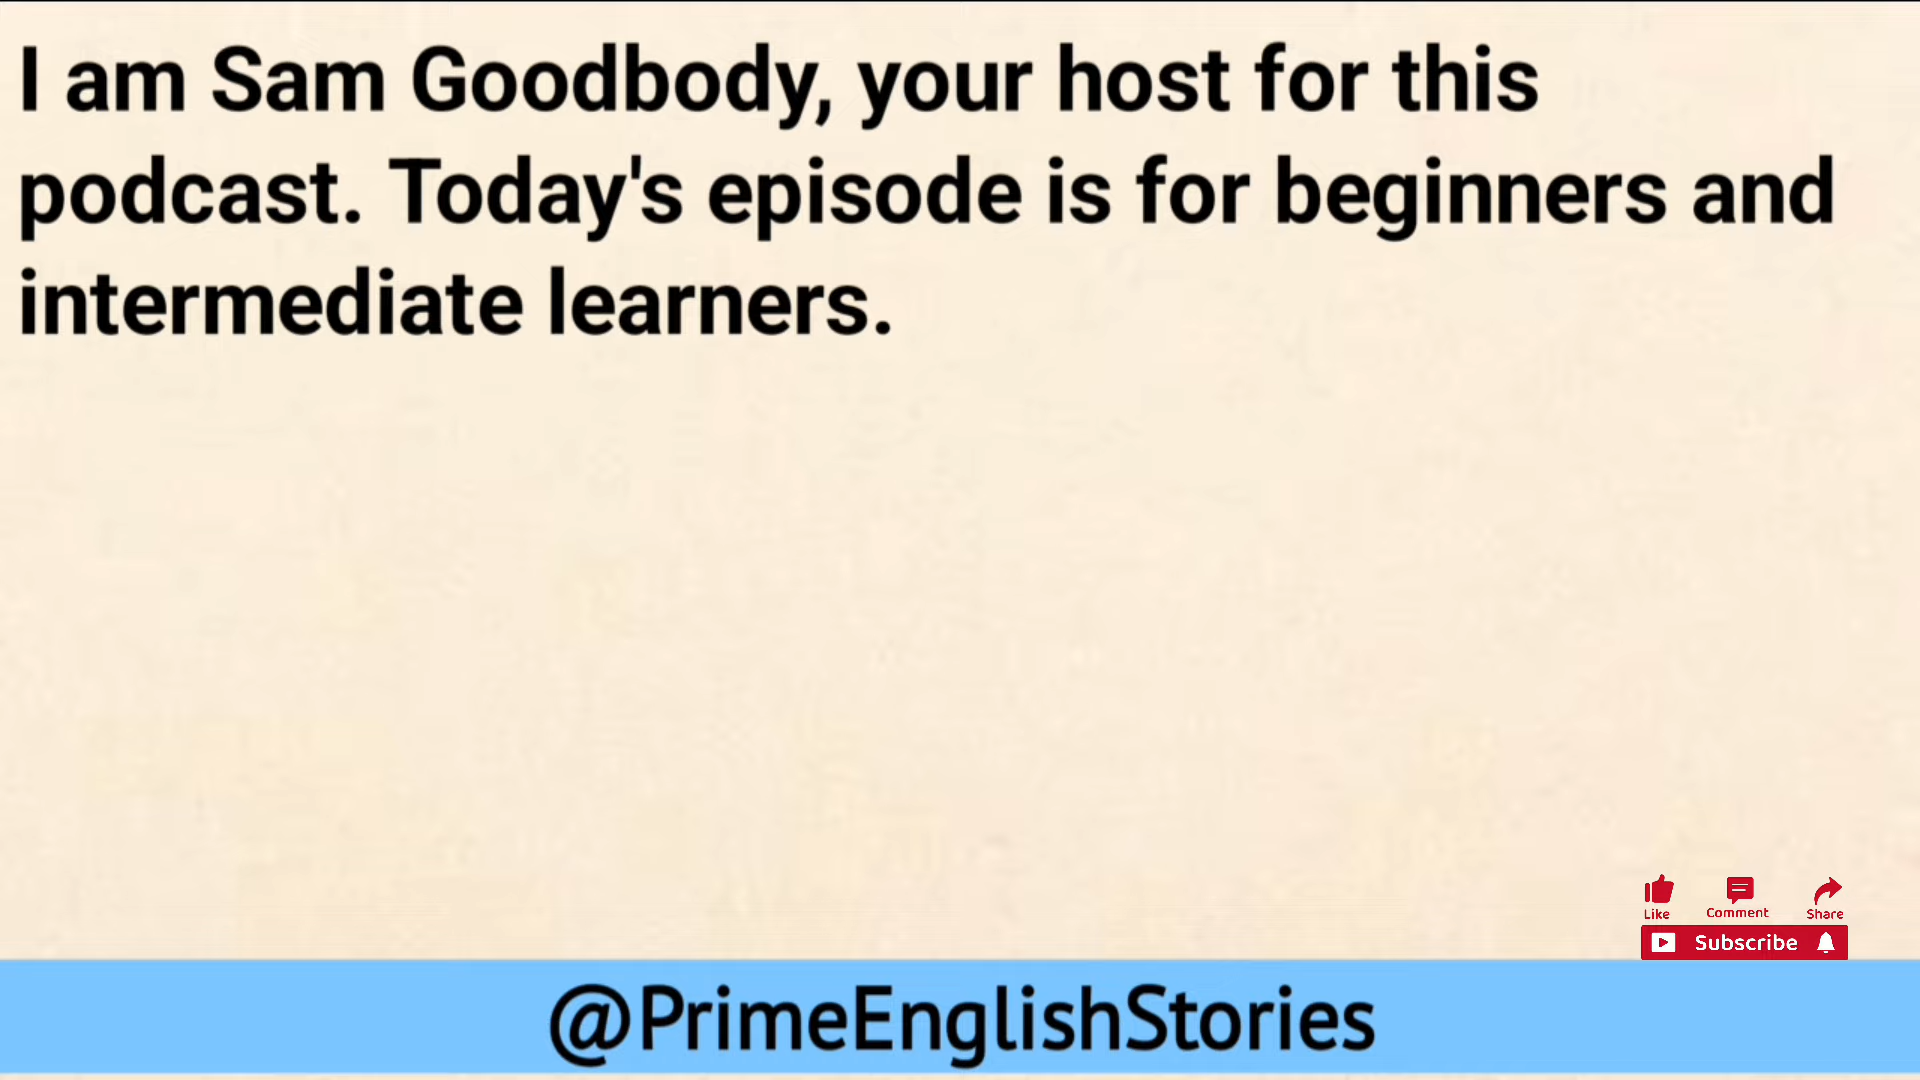 I am Sam Goodbody, your host for this
podcast. Today's episode is for beginners and
intermediate learners.
Like Comment Share
Subscribe
@PrimeEnglishStories